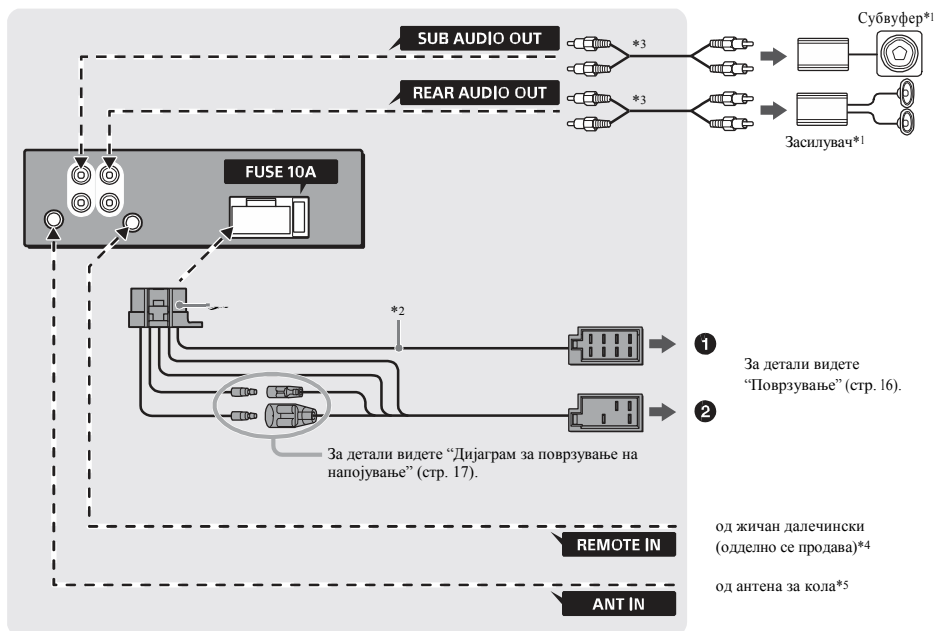 Субвуфер*1
SUB AUDIO OUT
*3
REAR AUDIO OUT
*3
Засилувач*1
FUSE 10A
*2
1
За детали видете
“Поврзување” (стр. 16).
2
За детали видете “Дијаграм за поврзување на
напојување” (стр. 17).
од жичан далечински
REMOTE IN
(одделно се продава)*4
од антена за кола*5
ANT IN